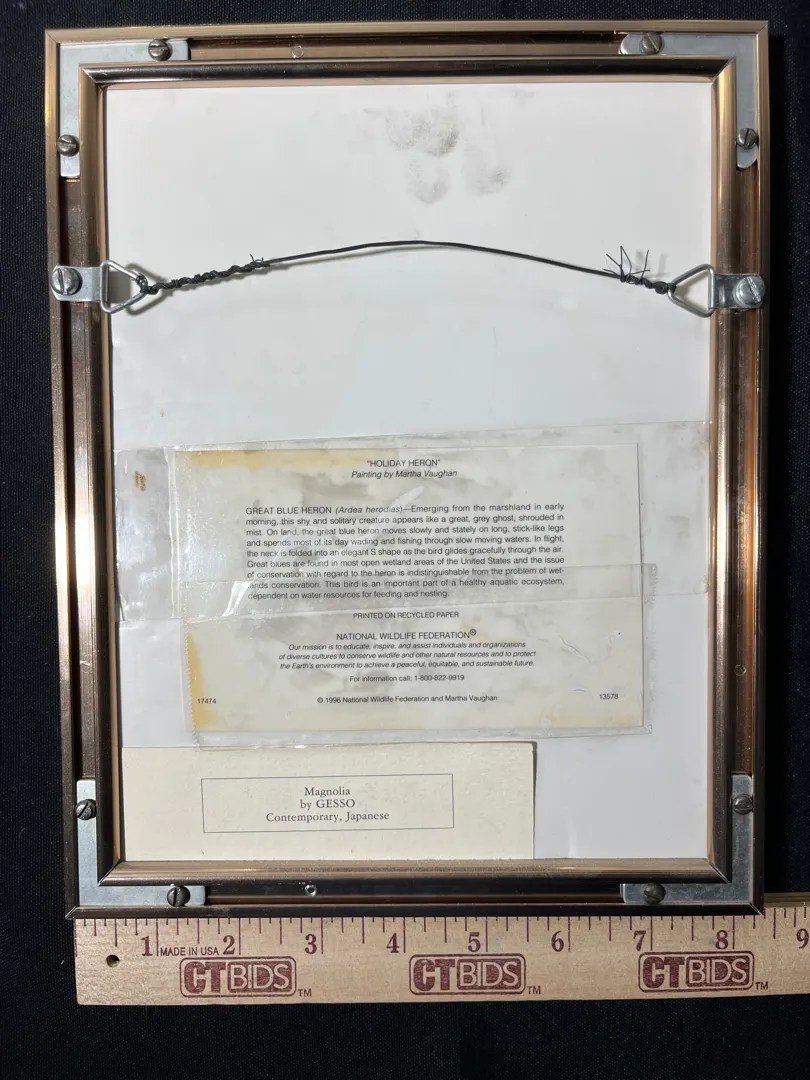 "HOLIDAY HERON"
Painting by Martha Vaughan
GREAT BLUE HERON (Ardea herodias)—Emerging from the marshland in early
morning, this shy and solitary creature appears like a great, grey ghost, shrouded in
mist. On land, the great blue heron moves slowly and stately on long, stick-like legs
and spends most of its day wading and fishing through slow moving waters. In flight,
the neck is folded into an elegant S shape as the bird glides gracefully through the air.
Great blues are found in most open wetland areas of the United States and the issue
of conservation with regard to the heron is indistinguishable from the problem of wet-
lands conservation. This bird is an important part of a healthy aquatic ecosystem,
dependent on water resources for feeding and nesting.
PRINTED ON RECYCLED PAPER
NATIONAL WILDLIFE FEDERATION®
Our mission is to educate, inspire, and assist individuals and organizations
of diverse cultures to conserve wildlife and other natural resources and to protect
the Earth's environment to achieve a peaceful, equitable, and sustainable future.
For information call: 1-800-822-9919
17474 © 1996 National Wildlife Federation and Martha Vaughan 13578
Magnolia
by GESSO
Contemporary, Japanese
1 MADE IN USA 2 3 4 5 6 7 8 9
CTBIDS™ CTBIDS™ CTBIDS™